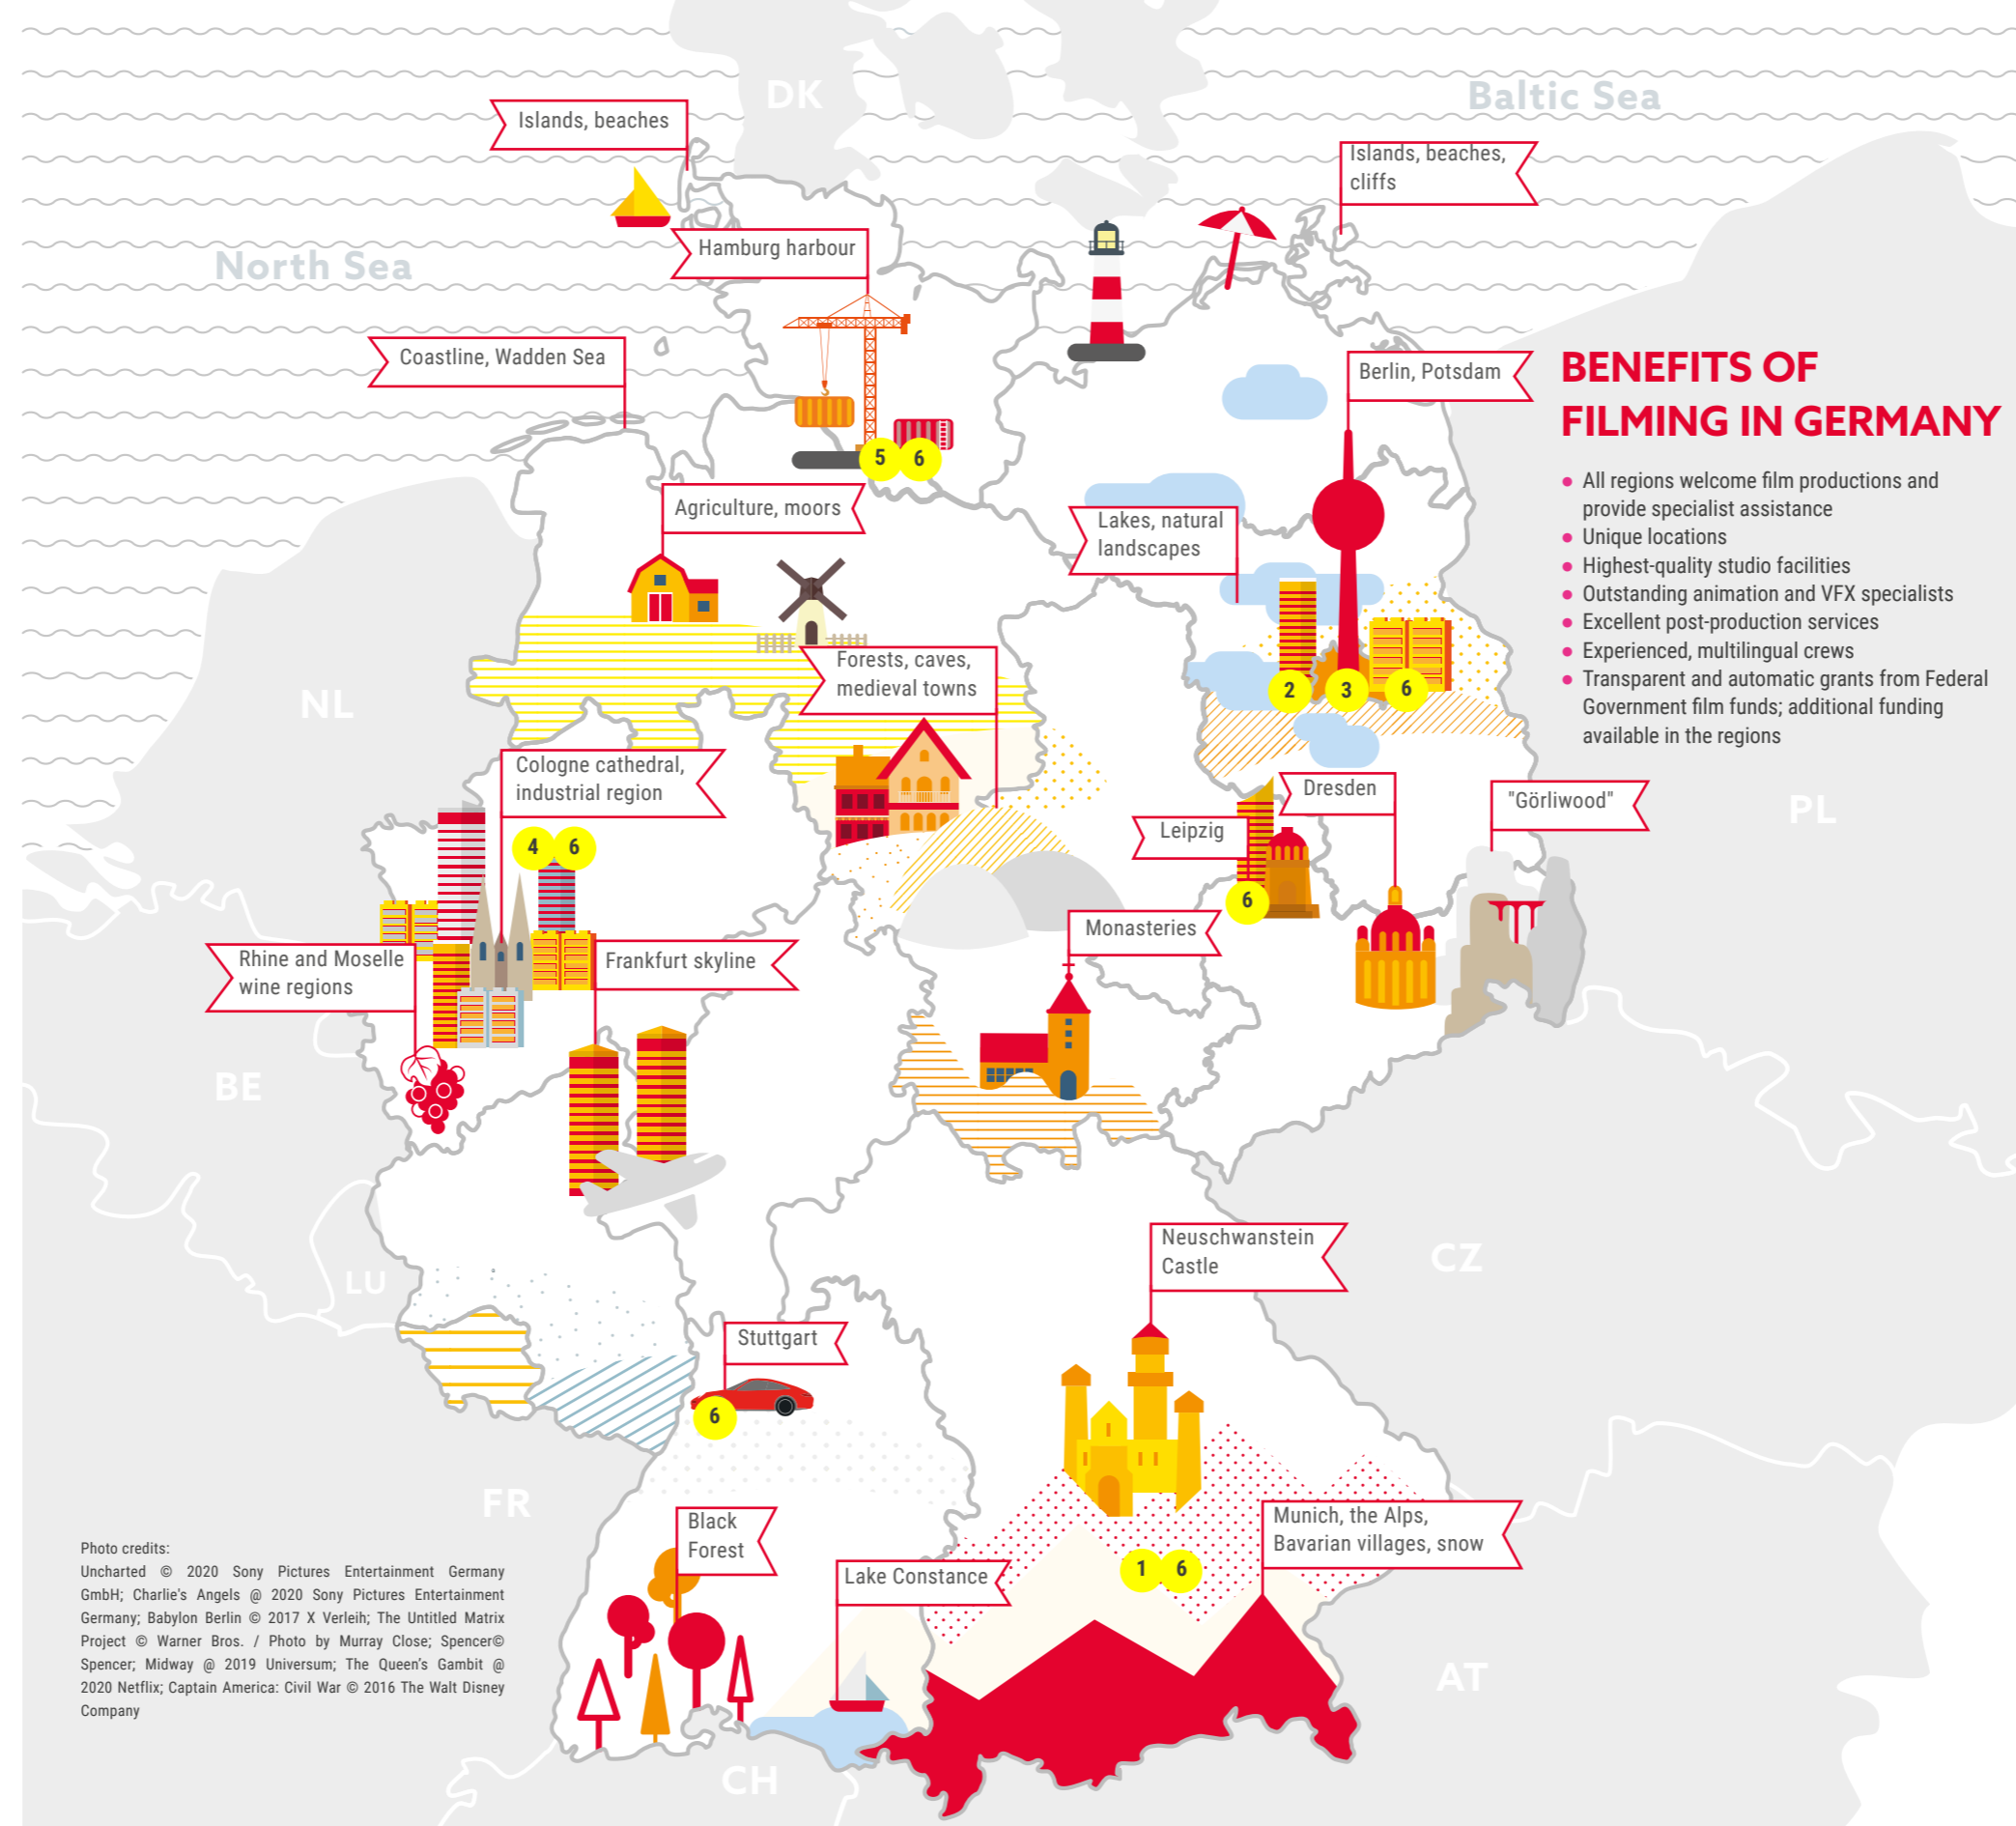 DK
Baltic Sea
Islands, beaches
Islands, beaches,
cliffs
Hamburg harbour
North Sea
Coastline, Wadden Sea
Berlin, Potsdam
BENEFITS OF
FILMING IN GERMANY
All regions welcome film productions and
provide specialist assistance
Unique locations
Highest-quality studio facilities
Outstanding animation and VFX specialists
Excellent post-production services
Experienced, multilingual crews
Transparent and automatic grants from Federal
Government film funds; additional funding
available in the regions
5 6
Agriculture, moors
Lakes, natural
landscapes
Forests, caves,
medieval towns
2 3 6
NL
Cologne cathedral,
industrial region
4 6
Dresden
"Görliwood"
PL
Leipzig
6
Monasteries
Rhine and Moselle
wine regions
Frankfurt skyline
BE
Neuschwanstein
Castle
CZ
LU
Stuttgart
6
FR
Black
Forest
Munich, the Alps,
Bavarian villages, snow
Lake Constance
1 6
Photo credits:
Uncharted © 2020 Sony Pictures Entertainment Germany
GmbH; Charlie's Angels @ 2020 Sony Pictures Entertainment
Germany; Babylon Berlin © 2017 X Verleih; The Untitled Matrix
Project © Warner Bros. / Photo by Murray Close; Spencer©
Spencer; Midway @ 2019 Universum; The Queen's Gambit @
2020 Netflix; Captain America: Civil War © 2016 The Walt Disney
Company
AT
CH